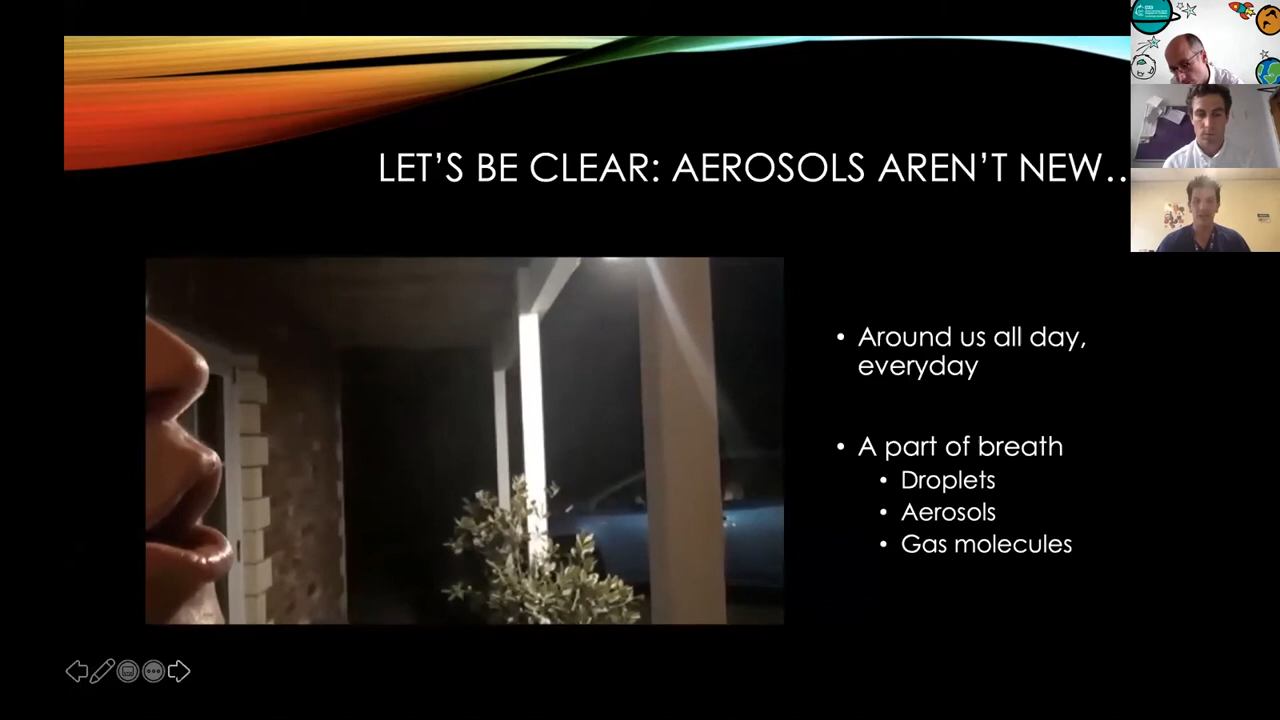 LET'S BE CLEAR: AEROSOLS AREN'T NEW..
• Around us all day,
everyday
• A part of breath
• Droplets
• Aerosols
• Gas molecules